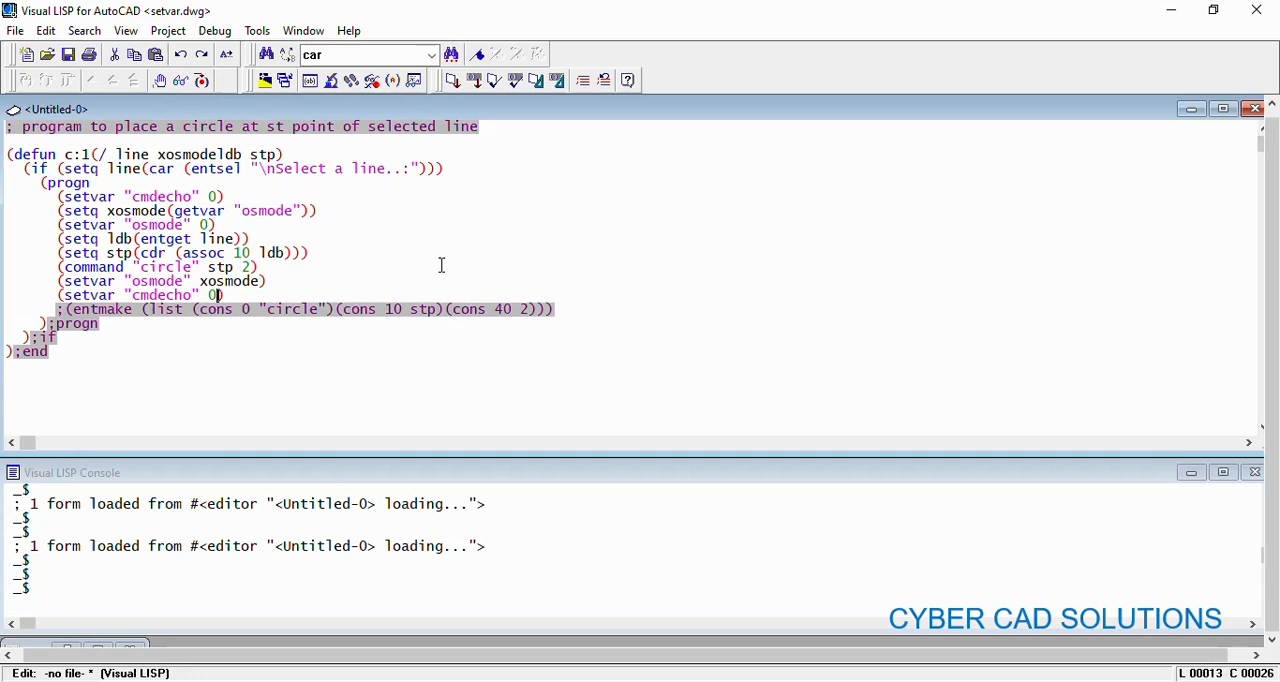 Visual LISP for AutoCAD <setvar.dwg>
File Edit Search View Project Debug Tools Window Help
car
<Untitled-0>
; program to place a circle at st point of selected line
(defun c:1(/ line xosmodeldb stp)
(if (setq line(car (entsel "\nSelect a line..:")))
(progn
(setvar "cmdecho" 0)
(setq xosmode(getvar "osmode"))
(setvar "osmode" 0)
(setq ldb(entget line))
(setq stp(cdr (assoc 10 ldb)))
(command "circle" stp 2)
(setvar "osmode" xosmode)
(setvar "cmdecho" 0)
;(entmake (list (cons 0 "circle")(cons 10 stp)(cons 40 2)))
);progn
);if
);end
Visual LISP Console
_$
; 1 form loaded from #<editor "<Untitled-0> loading...">
_$
_$
; 1 form loaded from #<editor "<Untitled-0> loading...">
_$
_$
_$
CYBER CAD SOLUTIONS
Edit: -no file- * (Visual LISP)
L 00013 C 00026